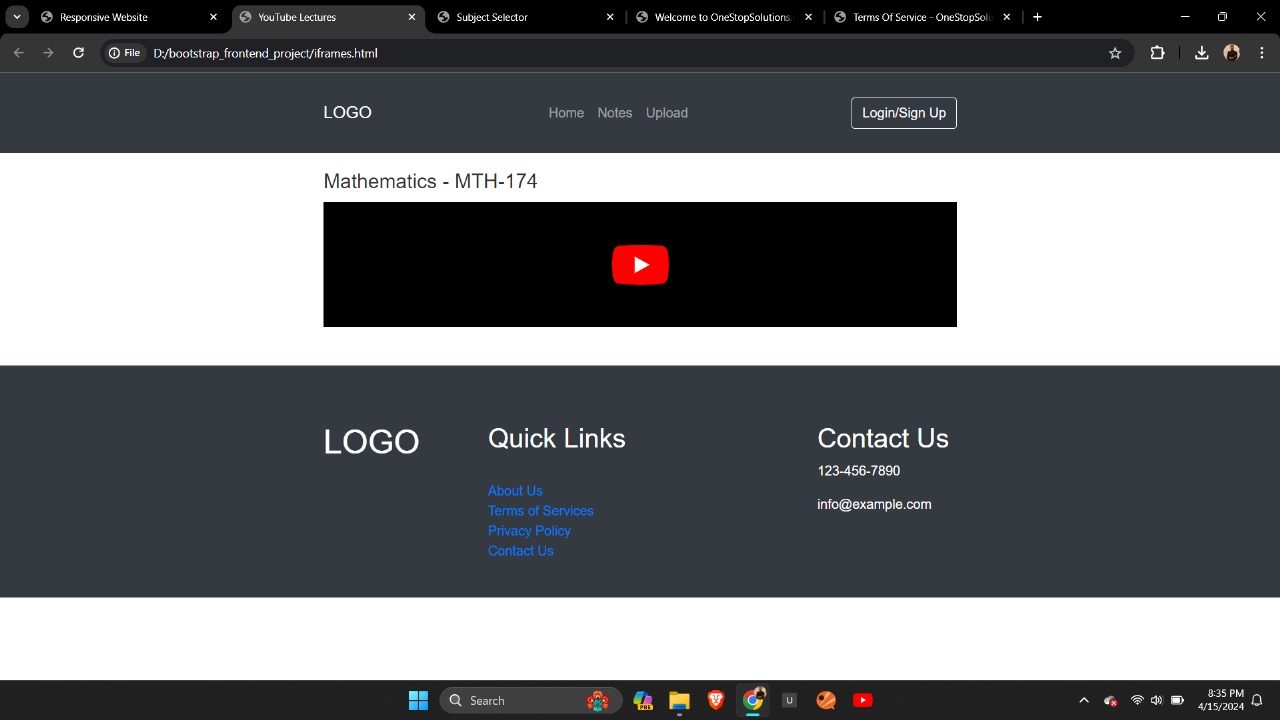 Responsive Website
YouTube Lectures
Subject Selector
Welcome to OneStopSolutions.
Terms Of Service - OneStopSolu
File
D:/bootstrap_frontend_project/iframes.html
LOGO
Home
Notes
Upload
Login/Sign Up
Mathematics - MTH-174
LOGO
Quick Links
Contact Us
123-456-7890
About Us
info@example.com
Terms of Services
Privacy Policy
Contact Us
Search
PRE
U
8:35 PM
4/15/2024